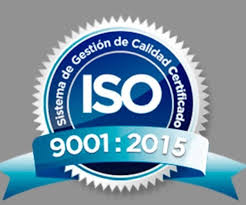 Sistema de Gestión de Calidad Certificado
ISO
9001:2015